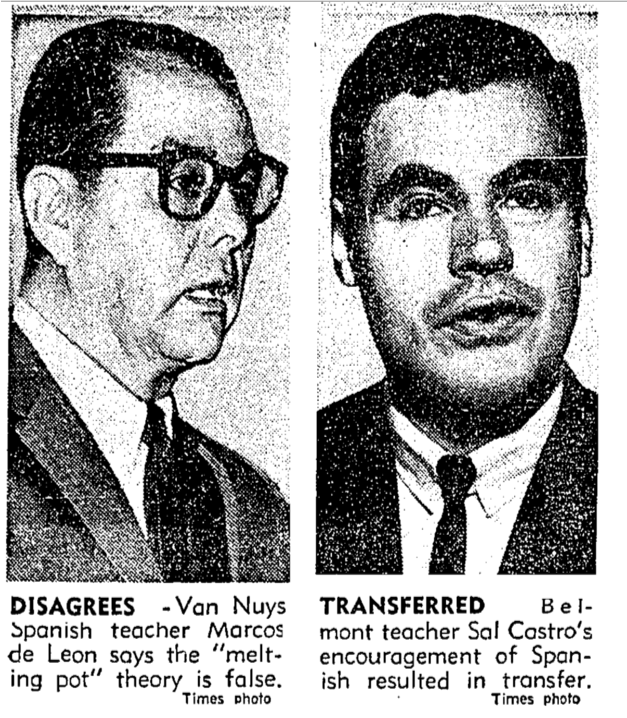 DISAGREES -Van Nuys
Spanish teacher Marcos
de Leon says the "melt-
ing pot" theory is false.
Times photo
TRANSFERRED Bel-
mont teacher Sal Castro's
encouragement of Span-
ish resulted in transfer.
Times photo